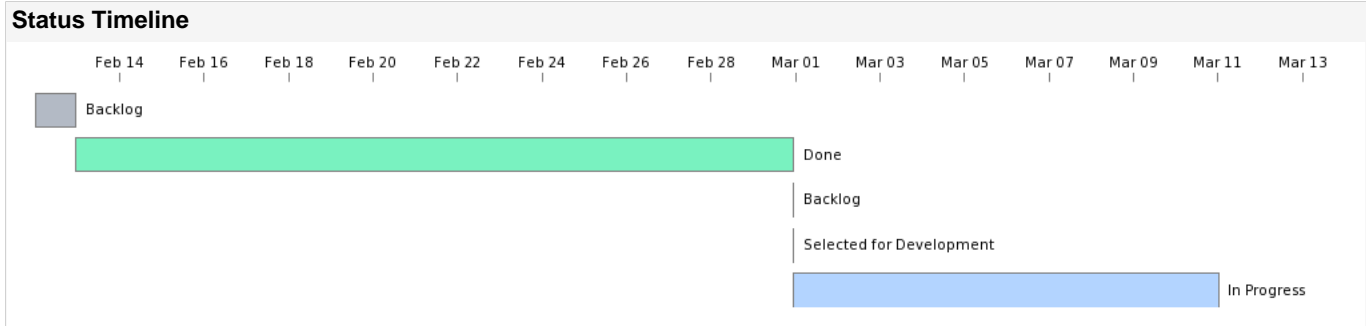 Status Timeline
Feb 14 Feb 16 Feb 18 Feb 20 Feb 22 Feb 24 Feb 26 Feb 28 Mar 01 Mar 03 Mar 05 Mar 07 Mar 09 Mar 11 Mar 13
Backlog
Done
Backlog
Selected for Development
In Progress